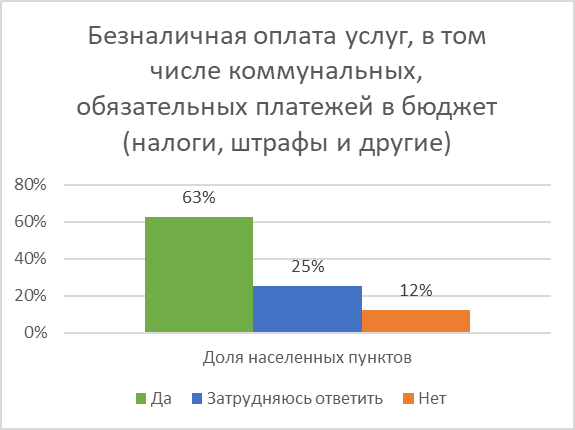 Безналичная оплата услуг, в том
числе коммунальных,
обязательных платежей в бюджет
(налоги, штрафы и другие)
80%
60%
40%
20%
0%
63%
25%
12%
Доля населенных пунктов
Да
Затрудняюсь ответить
Нет